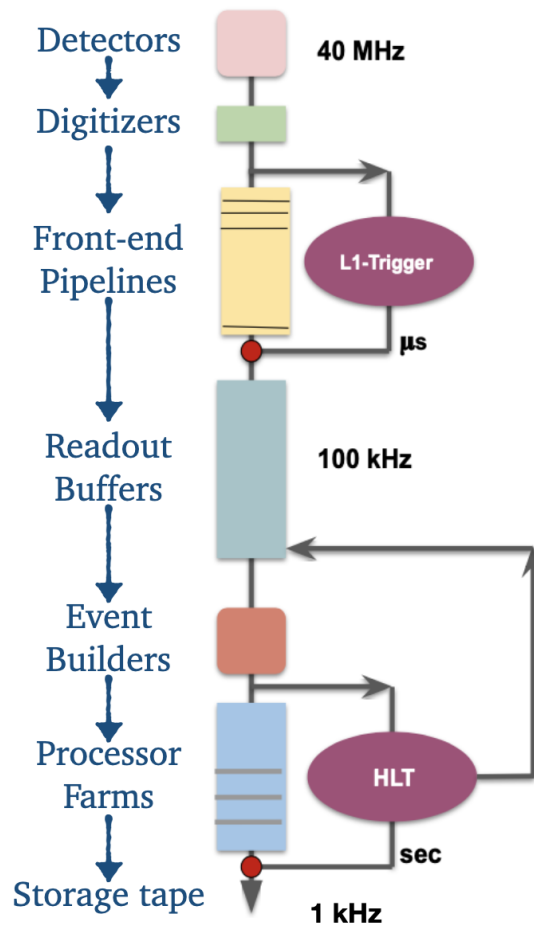 Detectors
40 MHz
Digitizers
Front-end
Pipelines
L1-Trigger
μs
Readout
Buffers
100 kHz
Event
Builders
Processor
Farms
HLT
sec
Storage tape
1 kHz